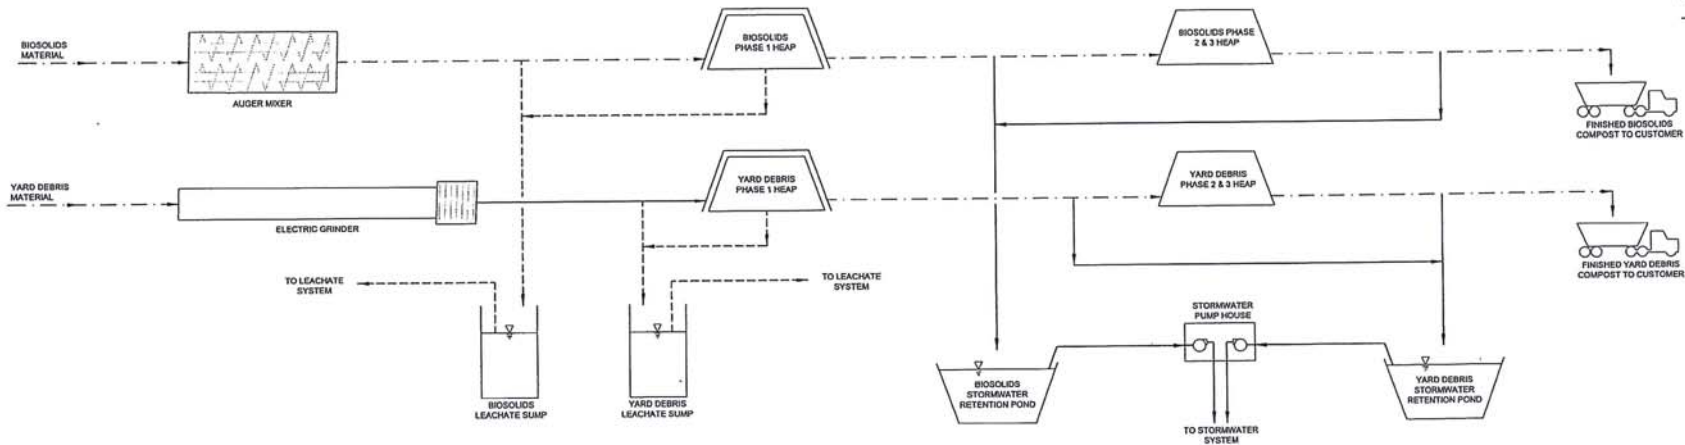 BIOSOLIDS
MATERIAL
AUGER MIXER
BIOSOLIDS
PHASE 1 HEAP
BIOSOLIDS PHASE
2 & 3 HEAP
FINISHED BIOSOLIDS
COMPOST TO CUSTOMER
YARD DEBRIS
MATERIAL
ELECTRIC GRINDER
YARD DEBRIS
PHASE 1 HEAP
YARD DEBRIS
PHASE 2 & 3 HEAP
FINISHED YARD DEBRIS
COMPOST TO CUSTOMER
TO LEACHATE
SYSTEM
TO LEACHATE
SYSTEM
BIOSOLIDS
LEACHATE SUMP
YARD DEBRIS
LEACHATE SUMP
STORMWATER
PUMP HOUSE
BIOSOLIDS
STORMWATER
RETENTION POND
YARD DEBRIS
STORMWATER
RETENTION POND
TO STORMWATER
SYSTEM